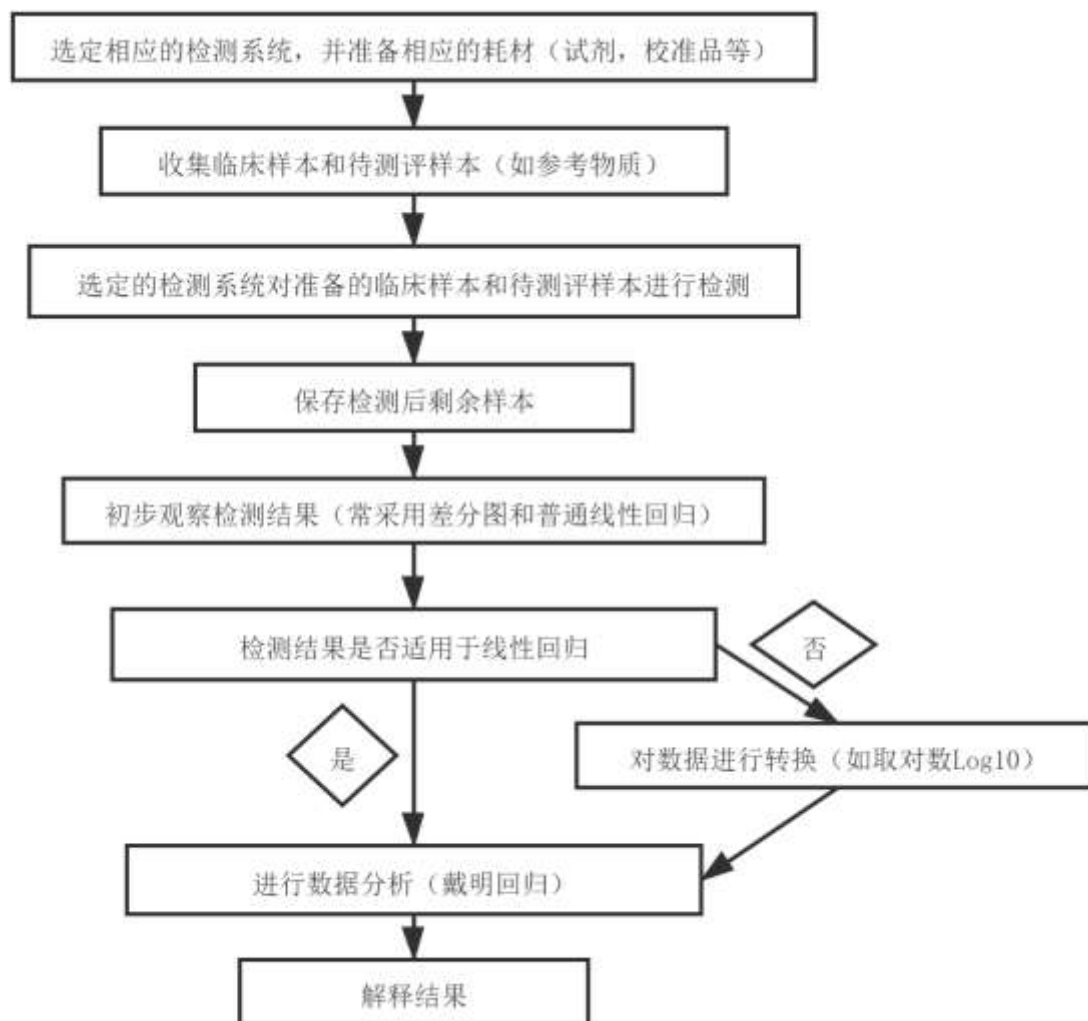 选定相应的检测系统，并准备相应的耗材（试剂，校准品等）
收集临床样本和待测评样本（如参考物质）
选定的检测系统对准备的临床样本和待测评样本进行检测
保存检测后剩余样本
初步观察检测结果（常采用差分图和普通线性回归）
检测结果是否适用于线性回归
否
是
对数据进行转换（如取对数Log10）
进行数据分析（戴明回归）
解释结果